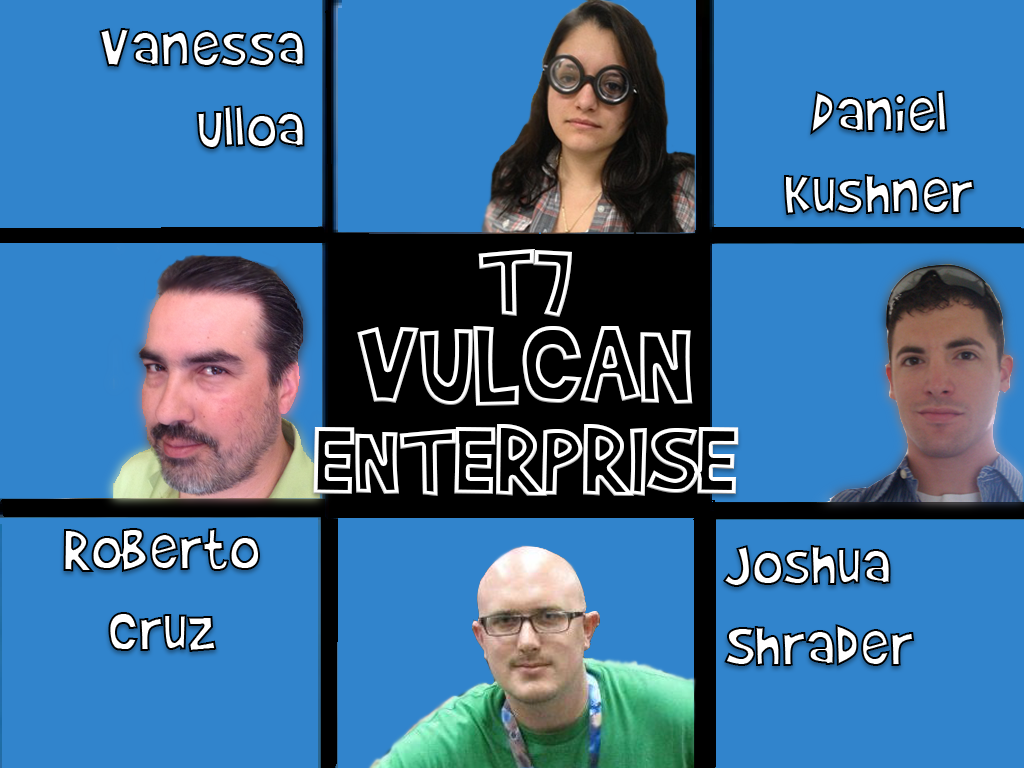 Vanessa
Ulloa
Daniel
Kushner
T7
VULCAN
ENTERPRISE
Roberto
Cruz
Joshua
Shrader